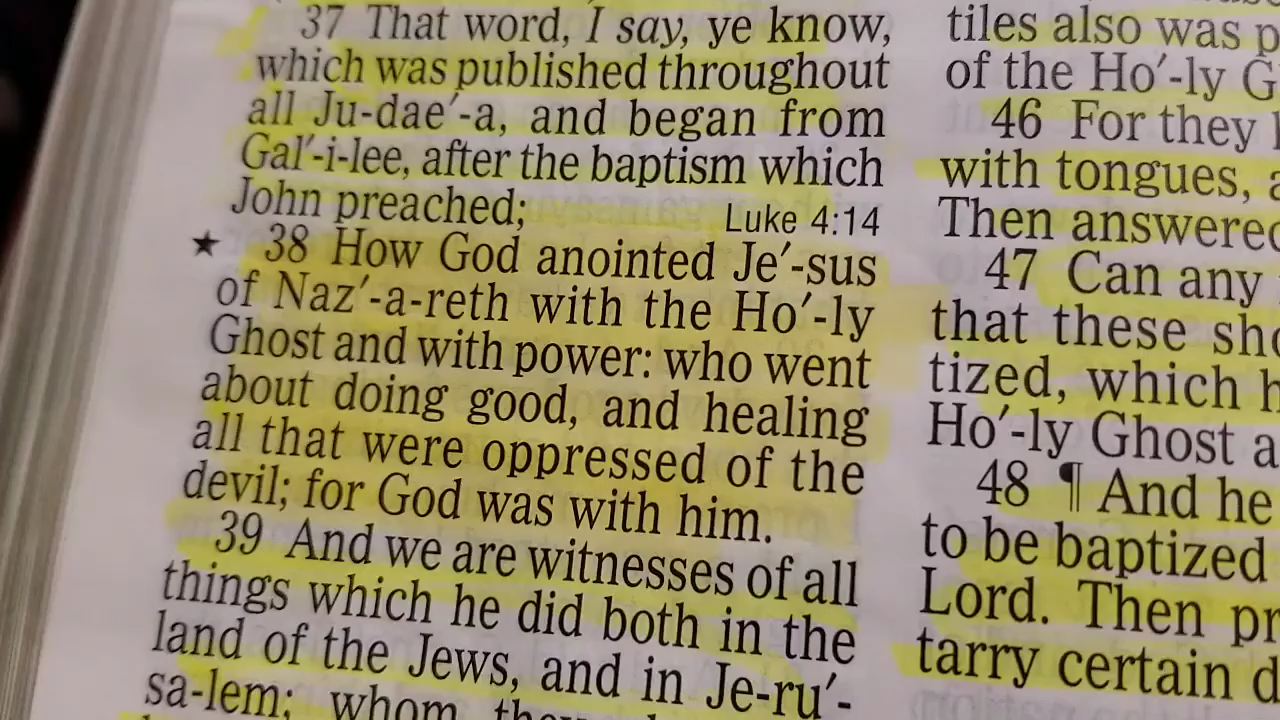 37 That word, I say, ye know,
which was published throughout
all Ju-dae′-a, and began from
Gal′-i-lee, after the baptism which
John preached; Luke 4:14
★ 38 How God anointed Je′-sus
of Naz′-a-reth with the Ho′-ly
Ghost and with power: who went
about doing good, and healing
all that were oppressed of the
devil; for God was with him.
39 And we are witnesses of all
things which he did both in the
land of the Jews, and in Je-ru′-
sa-lem; whom they
tiles also was
of the Ho′-ly
46 For they
with tongues,
Then answered
47 Can any
that these
tized, which
Ho′-ly Ghost
48 ¶ And he
to be baptized
Lord. Then
tarry certain